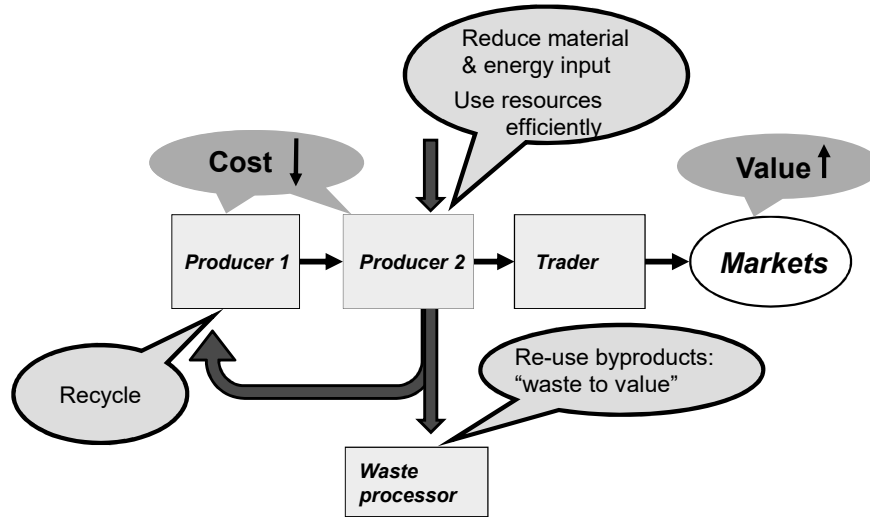 Reduce material
& energy input
Use resources
efficiently
Cost
Value
Producer 1
Producer 2
Trader
Markets
Recycle
Re-use byproducts:
“waste to value”
Waste
processor